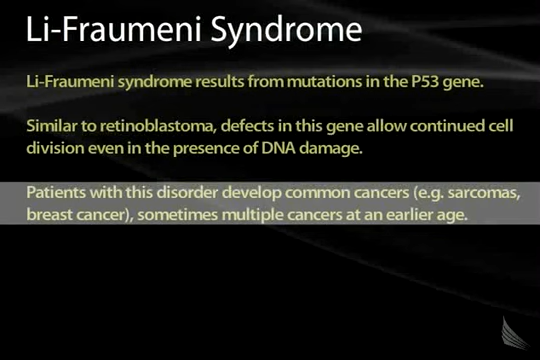 Li-Fraumeni Syndrome
Li-Fraumeni syndrome results from mutations in the P53 gene.
Similar to retinoblastoma, defects in this gene allow continued cell
division even in the presence of DNA damage.
Patients with this disorder develop common cancers (e.g. sarcomas,
breast cancer), sometimes multiple cancers at an earlier age.